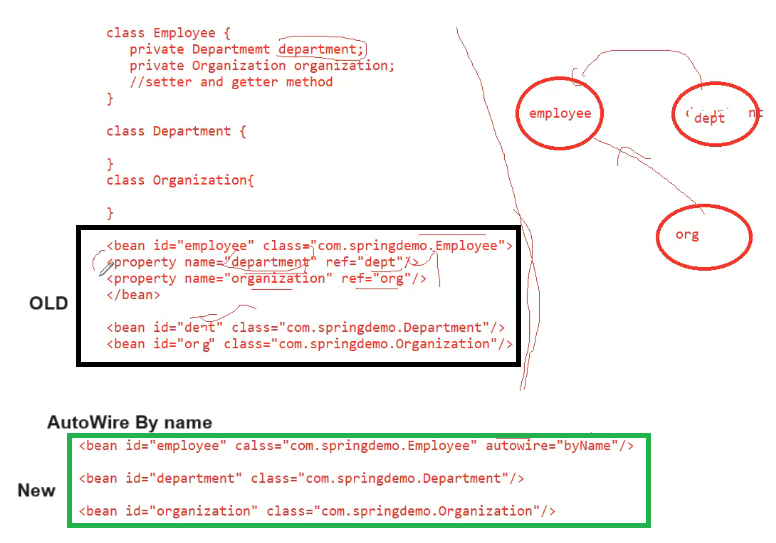 class Employee {
private Departmemt department;
private Organization organization;
//setter and getter method
}
class Department {
}
class Organization{
}
employee
dept
org
OLD
<bean id="employee" class="com.springdemo.Employee">
<property name="department" ref="dept"/>
<property name="organization" ref="org"/>
</bean>
<bean id="dept" class="com.springdemo.Department"/>
<bean id="org" class="com.springdemo.Organization"/>
AutoWire By name
New
<bean id="employee" calss="com.springdemo.Employee" autowire="byName"/>
<bean id="department" class="com.springdemo.Department"/>
<bean id="organization" class="com.springdemo.Organization"/>